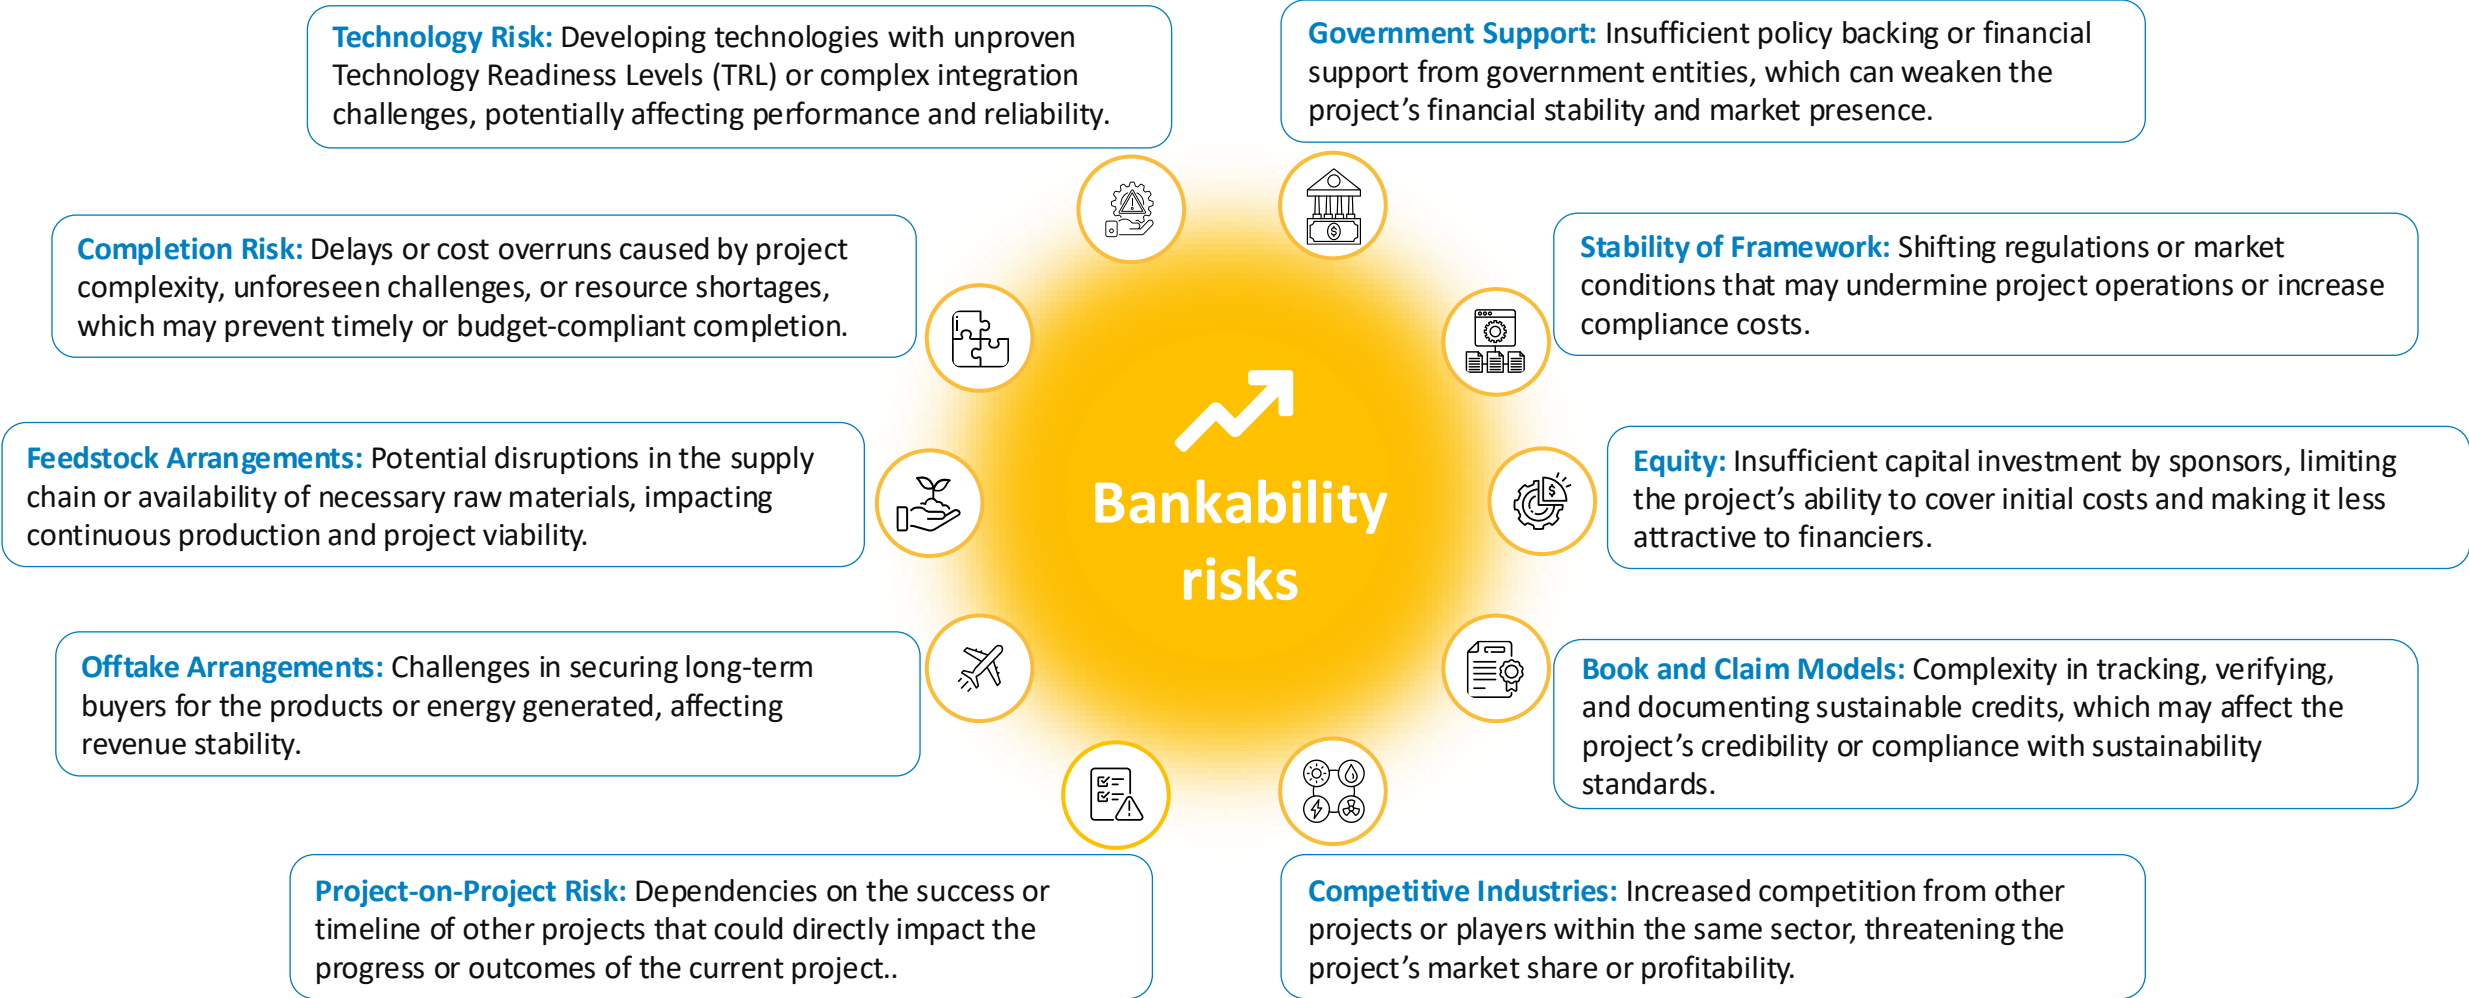 Technology Risk: Developing technologies with unproven
Technology Readiness Levels (TRL) or complex integration
challenges, potentially affecting performance and reliability.
Government Support: Insufficient policy backing or financial
support from government entities, which can weaken the
project’s financial stability and market presence.
Completion Risk: Delays or cost overruns caused by project
complexity, unforeseen challenges, or resource shortages,
which may prevent timely or budget-compliant completion.
Stability of Framework: Shifting regulations or market
conditions that may undermine project operations or increase
compliance costs.
Feedstock Arrangements: Potential disruptions in the supply
chain or availability of necessary raw materials, impacting
continuous production and project viability.
Bankability
risks
Equity: Insufficient capital investment by sponsors, limiting
the project’s ability to cover initial costs and making it less
attractive to financiers.
Offtake Arrangements: Challenges in securing long-term
buyers for the products or energy generated, affecting
revenue stability.
Book and Claim Models: Complexity in tracking, verifying,
and documenting sustainable credits, which may affect the
project’s credibility or compliance with sustainability
standards.
Project-on-Project Risk: Dependencies on the success or
timeline of other projects that could directly impact the
progress or outcomes of the current project..
Competitive Industries: Increased competition from other
projects or players within the same sector, threatening the
project’s market share or profitability.